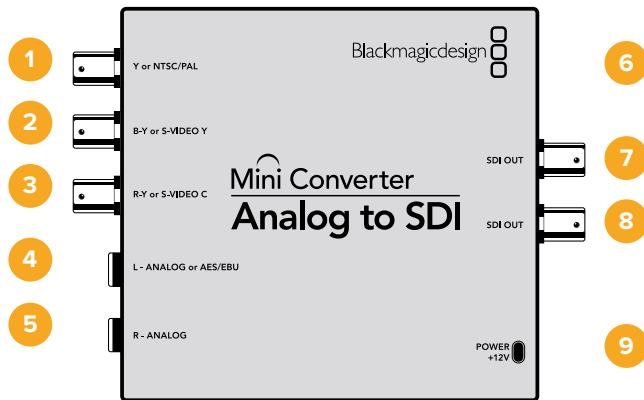 1
Y or NTSC/PAL
Blackmagicdesign
6
2
B-Y or S-VIDEO Y
SDI OUT
7
3
R-Y or S-VIDEO C
Mini Converter
Analog to SDI
SDI OUT
8
4
L - ANALOG or AES/EBU
5
R - ANALOG
POWER
+12V
9